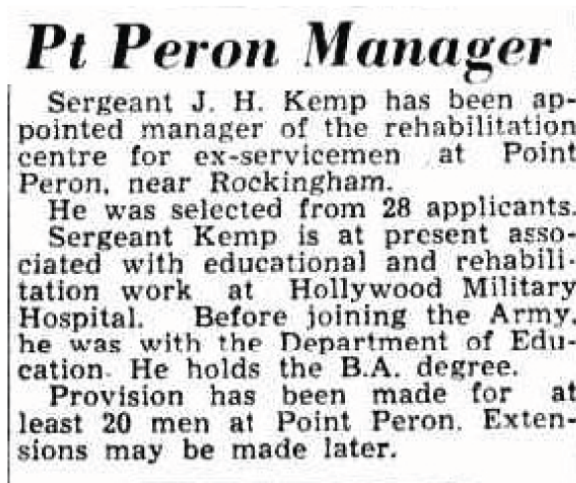 Pt Peron Manager
Sergeant J. H. Kemp has been ap-
pointed manager of the rehabilitation
centre for ex-servicemen at Point
Peron, near Rockingham.
He was selected from 28 applicants.
Sergeant Kemp is at present asso-
ciated with educational and rehabili-
tation work at Hollywood Military
Hospital. Before joining the Army,
he was with the Department of Edu-
cation. He holds the B.A. degree.
Provision has been made for at
least 20 men at Point Peron. Exten-
sions may be made later.